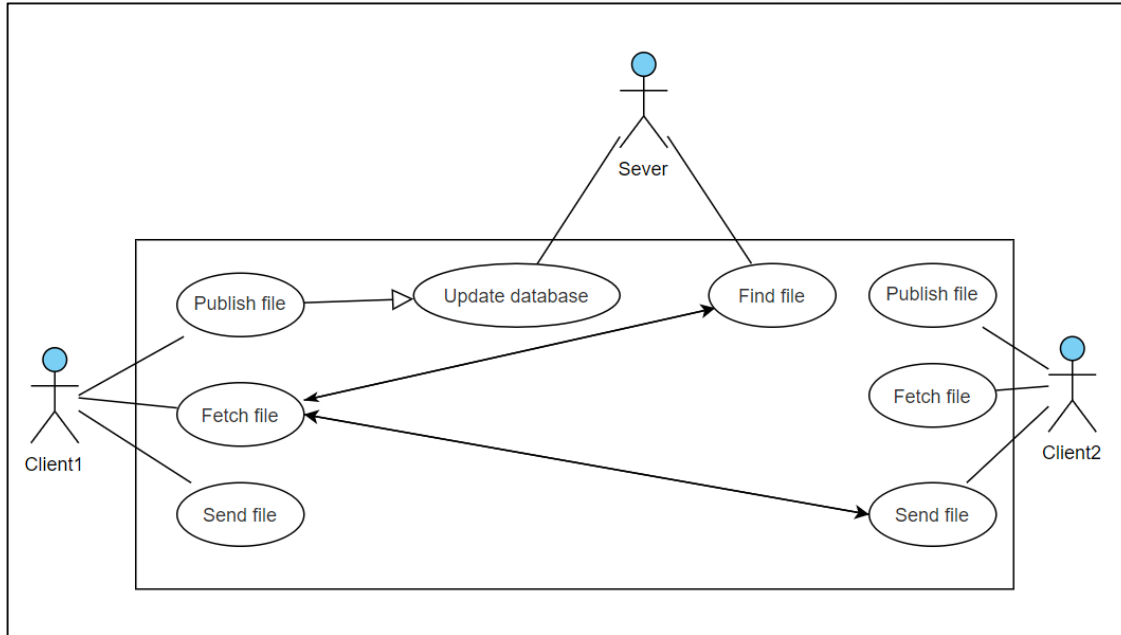 Sever
Publish file
Update database
Find file
Publish file
Fetch file
Fetch file
Client1
Client2
Send file
Send file